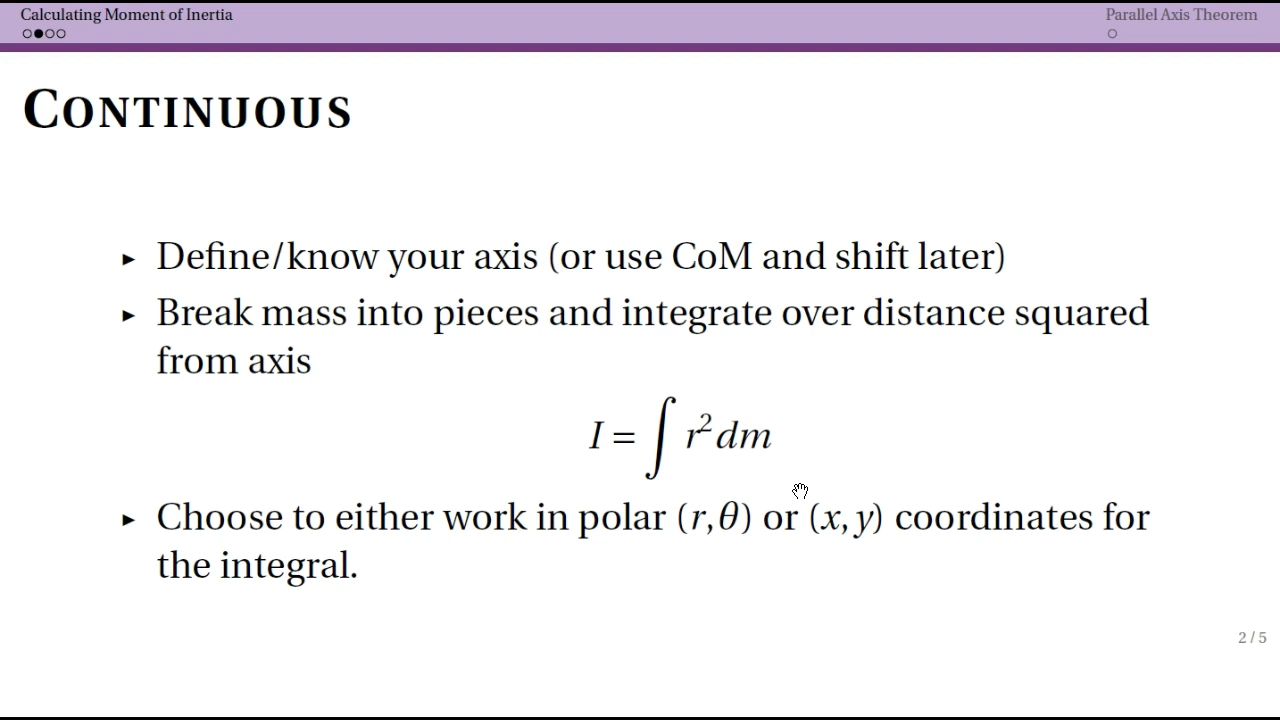 Calculating Moment of Inertia
Parallel Axis Theorem
CONTINUOUS
▸ Define/know your axis (or use CoM and shift later)
▸ Break mass into pieces and integrate over distance squared
from axis
I = ∫ r² dm
▸ Choose to either work in polar (r, θ) or (x, y) coordinates for
the integral.
2 / 5